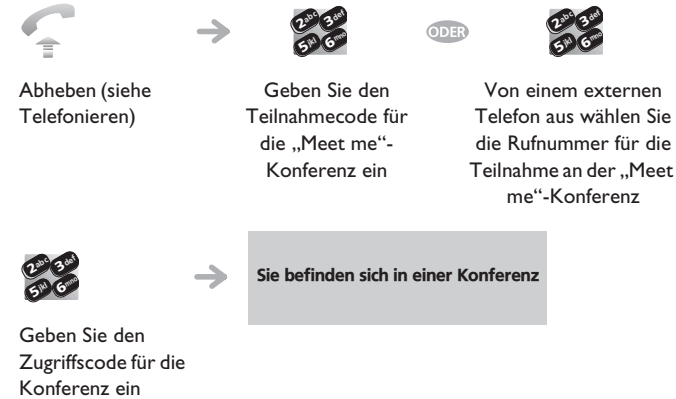 2abc 3def
5jkl 6mno
ODER
2abc 3def
5jkl 6mno
Abheben (siehe
Telefonieren)
Geben Sie den
Teilnahmecode für
die „Meet me“-
Konferenz ein
Von einem externen
Telefon aus wählen Sie
die Rufnummer für die
Teilnahme an der „Meet
me“-Konferenz
2abc 3def
5jkl 6mno
Sie befinden sich in einer Konferenz
Geben Sie den
Zugriffscode für die
Konferenz ein